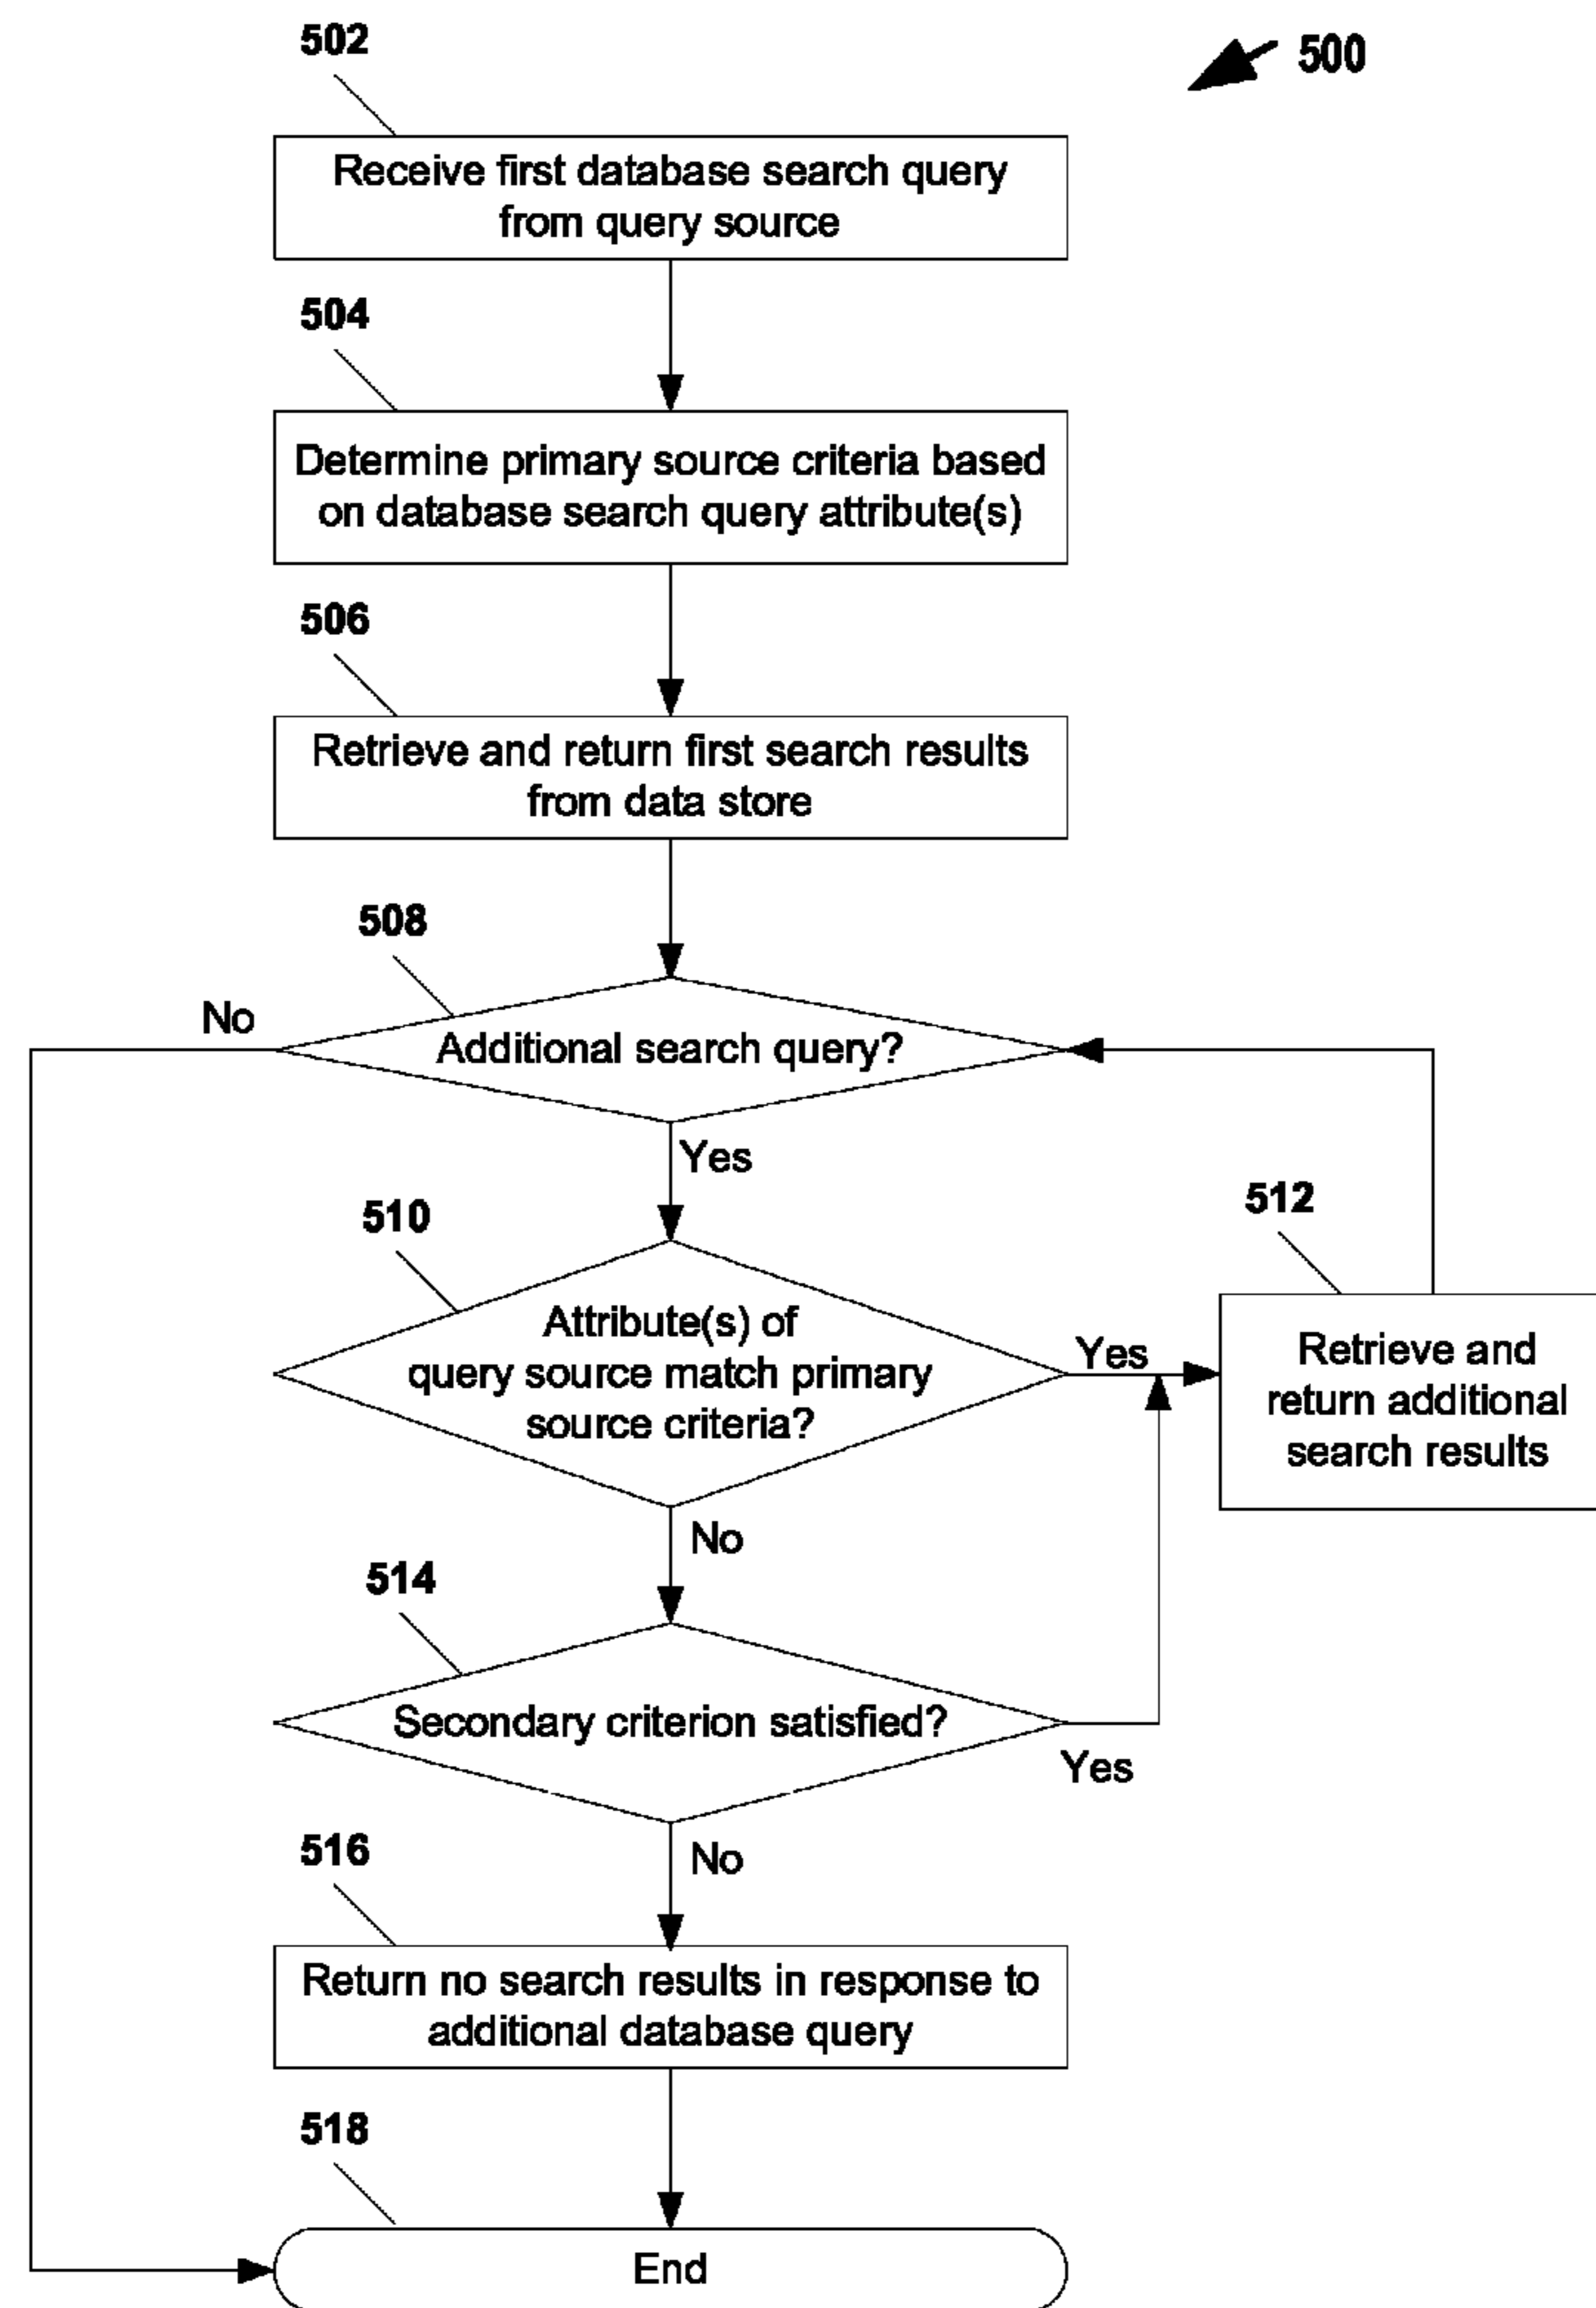 502
500
Receive first database search query
from query source
504
Determine primary source criteria based
on database search query attribute(s)
506
Retrieve and return first search results
from data store
508
No
Additional search query?
Yes
510
512
Attribute(s) of
query source match primary
source criteria?
Yes
Retrieve and
return additional
search results
No
514
Secondary criterion satisfied?
Yes
No
516
Return no search results in response to
additional database query
518
End